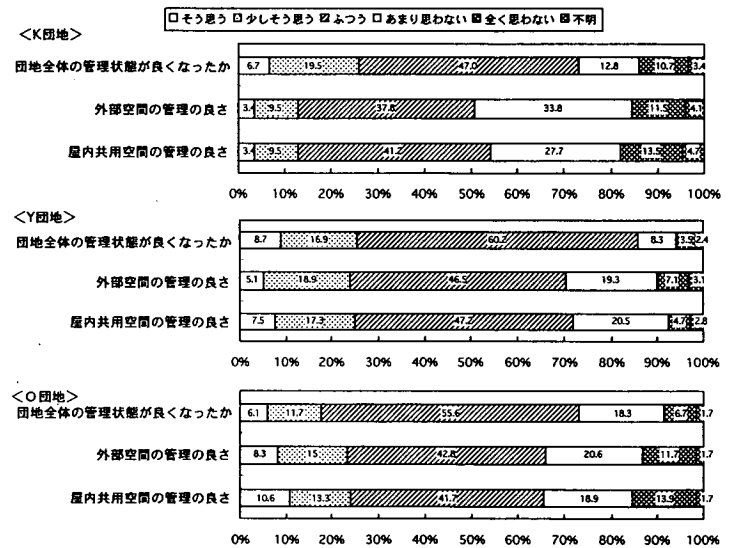 □ そう思う □ 少しそう思う ▨ ふつう □ あまり思わない ▩ 全く思わない ▩ 不明
＜K団地＞
団地全体の管理状態が良くなったか 6.7 19.5 47.0 12.8 10.7 3.4
外部空間の管理の良さ 3.4 9.5 37.8 33.8 11.5 4.1
屋内共用空間の管理の良さ 3.4 9.5 41.2 27.7 13.5 4.7
0% 10% 20% 30% 40% 50% 60% 70% 80% 90% 100%
＜Y団地＞
団地全体の管理状態が良くなったか 8.7 16.9 60.2 8.3 3.5 2.4
外部空間の管理の良さ 5.1 18.9 46.5 19.3 7.1 3.1
屋内共用空間の管理の良さ 7.5 17.3 47.2 20.5 4.7 2.8
0% 10% 20% 30% 40% 50% 60% 70% 80% 90% 100%
＜O団地＞
団地全体の管理状態が良くなったか 6.1 11.7 55.6 18.3 6.7 1.7
外部空間の管理の良さ 8.3 15 42.8 20.6 11.7 1.7
屋内共用空間の管理の良さ 10.6 13.3 41.7 18.9 13.9 1.7
0% 10% 20% 30% 40% 50% 60% 70% 80% 90% 100%